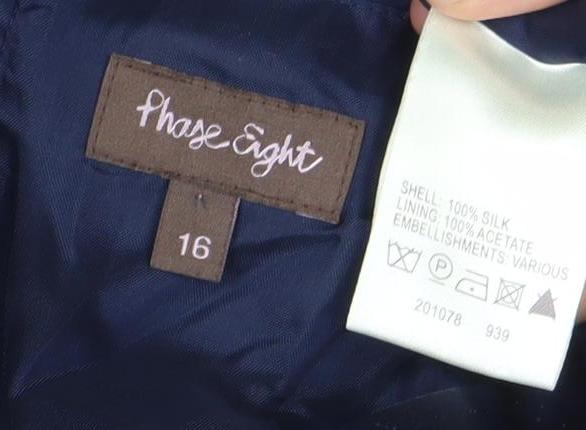 Phase Eight
16
SHELL: 100% SILK
LINING: 100% ACETATE
EMBELLISHMENTS: VARIOUS
P
201078 939